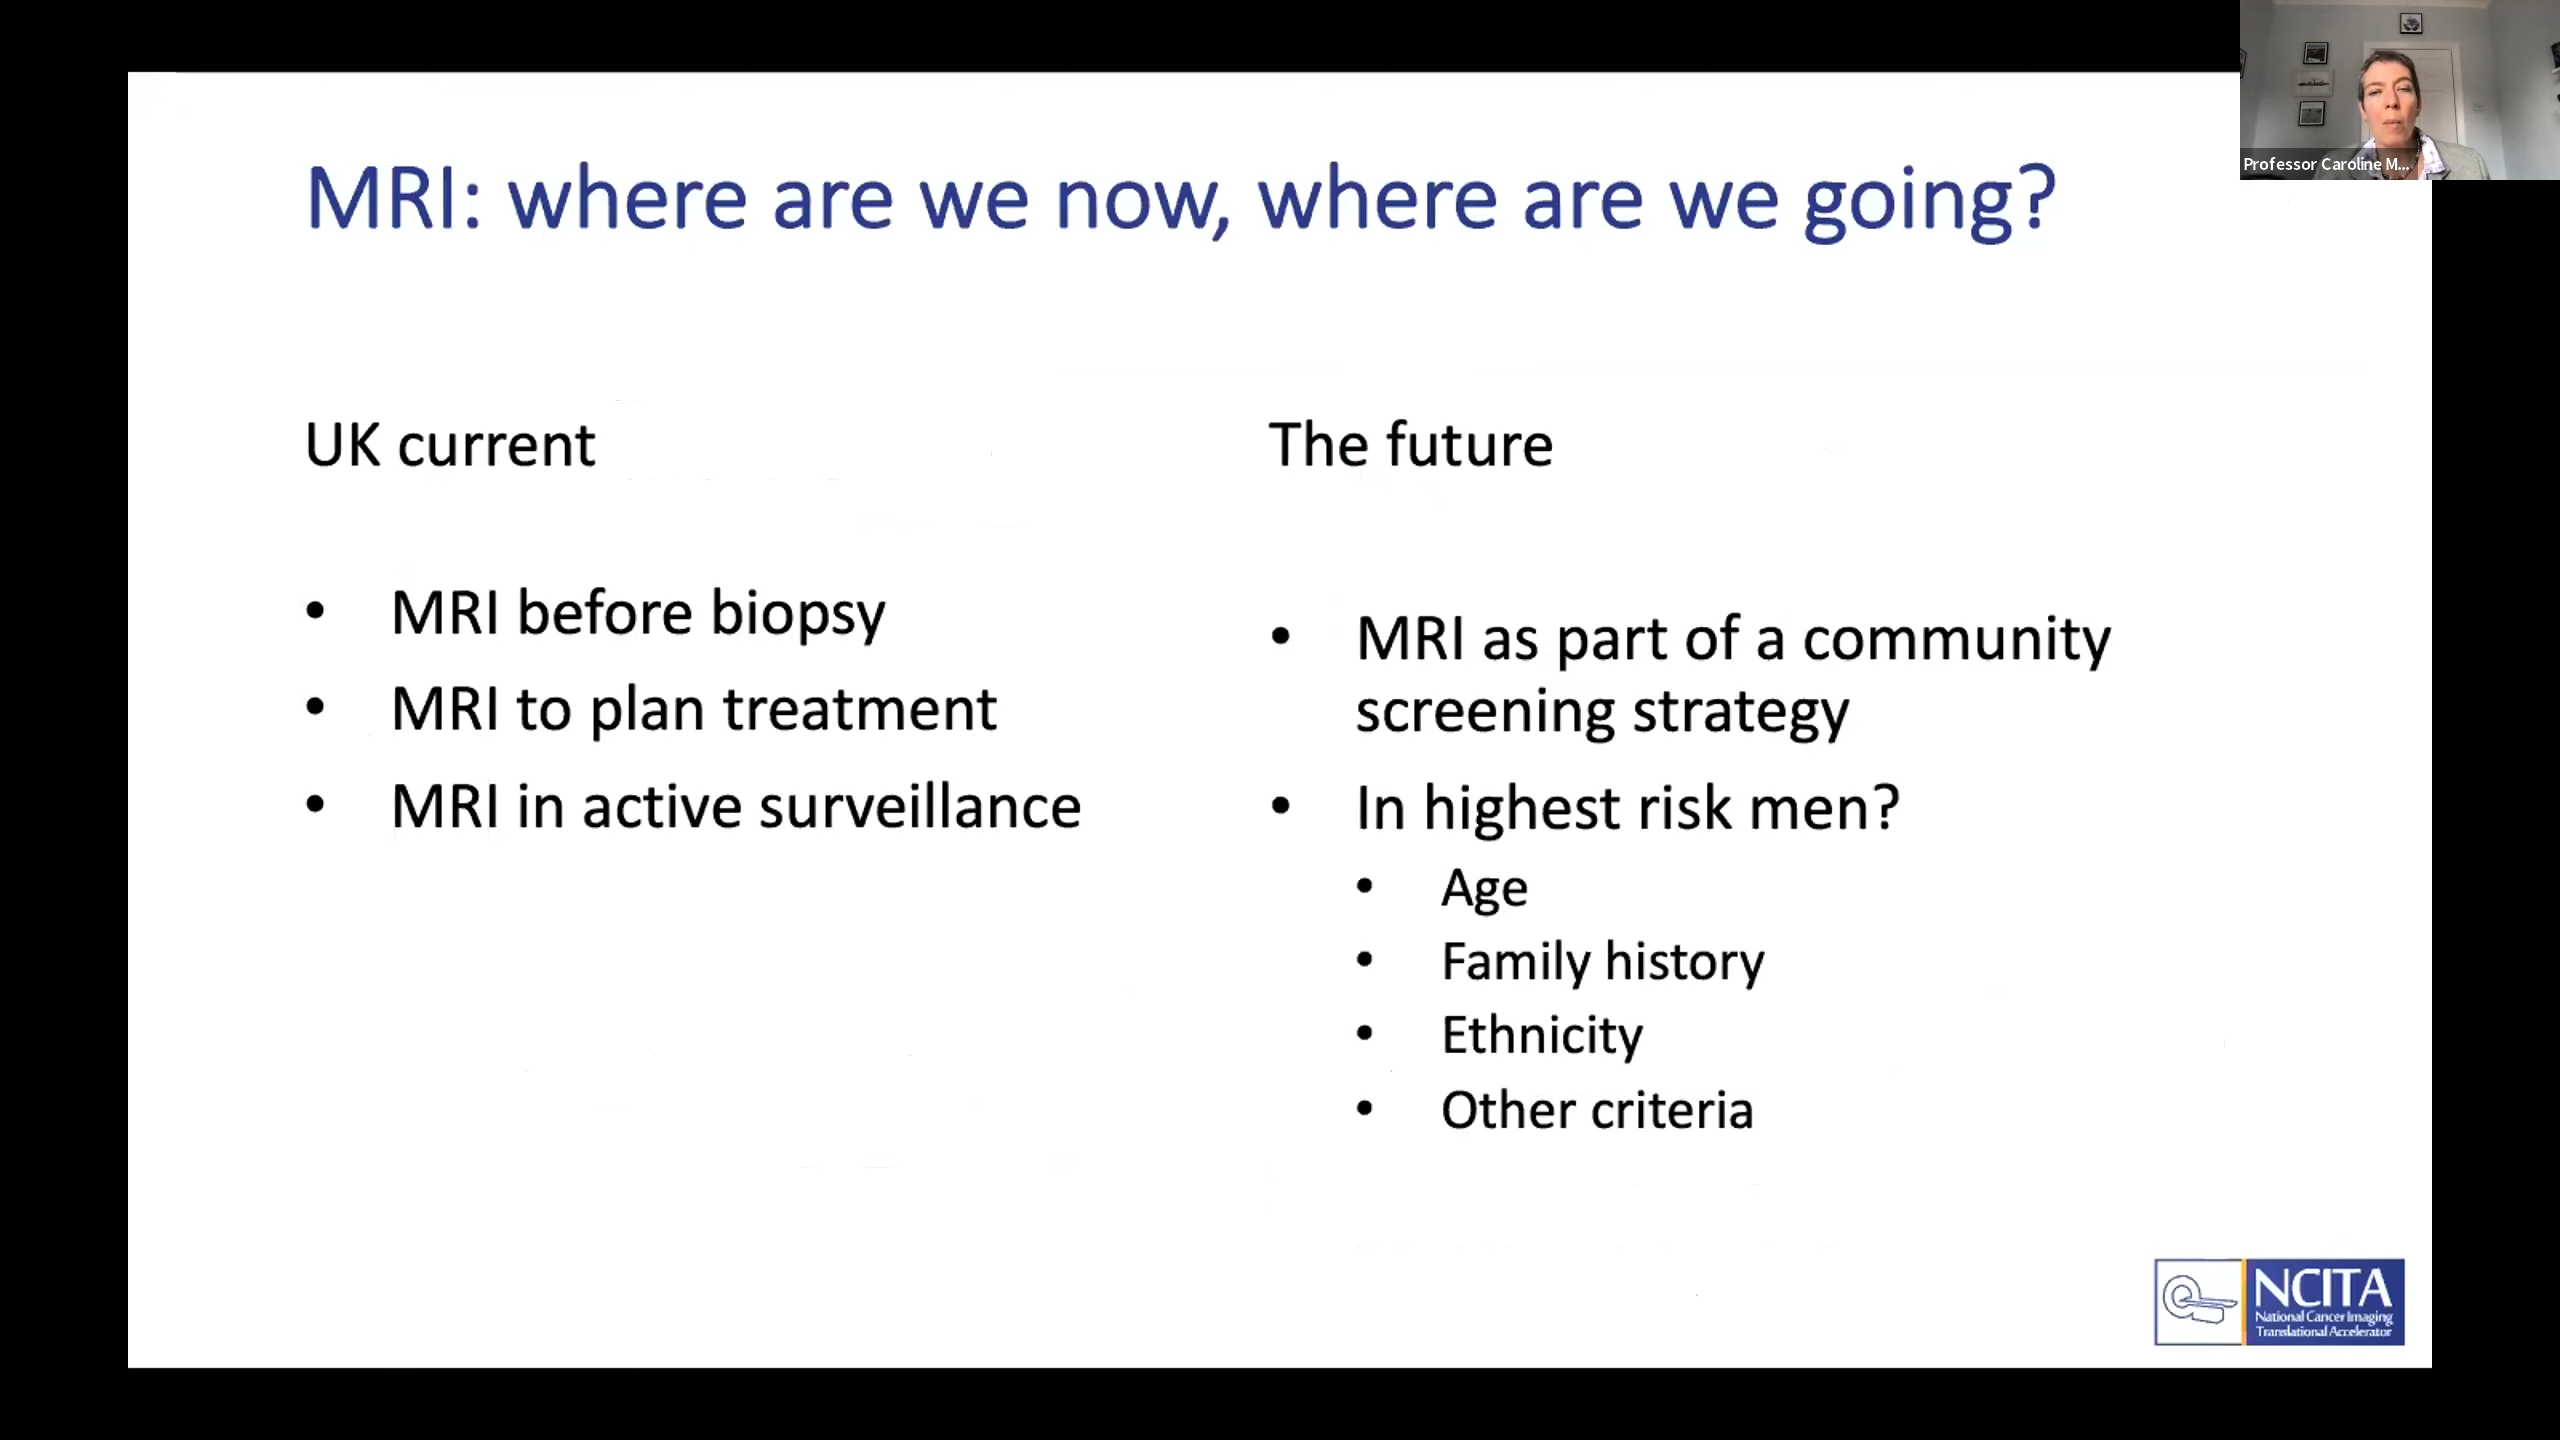 MRI: where are we now, where are we going?
Professor Caroline M...
UK current
• MRI before biopsy
• MRI to plan treatment
• MRI in active surveillance
The future
• MRI as part of a community
screening strategy
• In highest risk men?
• Age
• Family history
• Ethnicity
• Other criteria
NCITA
National Cancer Imaging
Translational Accelerator